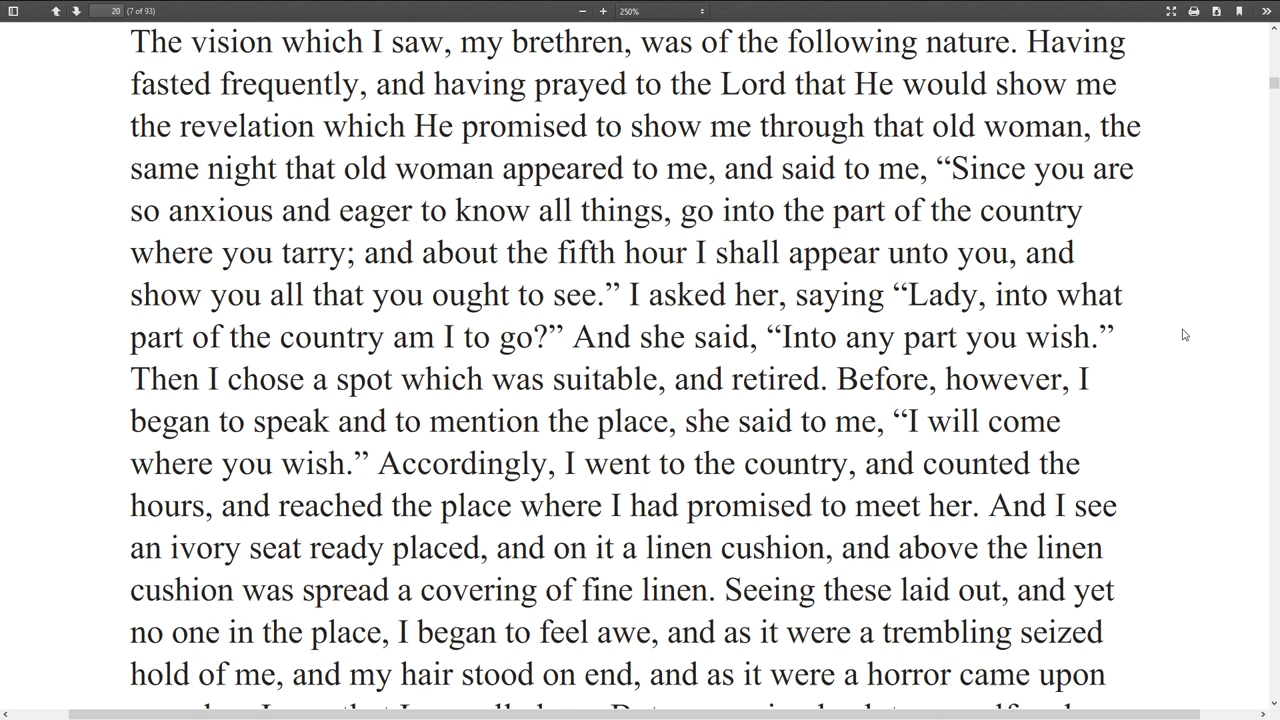 20 (7 of 93) 250%
The vision which I saw, my brethren, was of the following nature. Having
fasted frequently, and having prayed to the Lord that He would show me
the revelation which He promised to show me through that old woman, the
same night that old woman appeared to me, and said to me, “Since you are
so anxious and eager to know all things, go into the part of the country
where you tarry; and about the fifth hour I shall appear unto you, and
show you all that you ought to see.” I asked her, saying “Lady, into what
part of the country am I to go?” And she said, “Into any part you wish.”
Then I chose a spot which was suitable, and retired. Before, however, I
began to speak and to mention the place, she said to me, “I will come
where you wish.” Accordingly, I went to the country, and counted the
hours, and reached the place where I had promised to meet her. And I see
an ivory seat ready placed, and on it a linen cushion, and above the linen
cushion was spread a covering of fine linen. Seeing these laid out, and yet
no one in the place, I began to feel awe, and as it were a trembling seized
hold of me, and my hair stood on end, and as it were a horror came upon